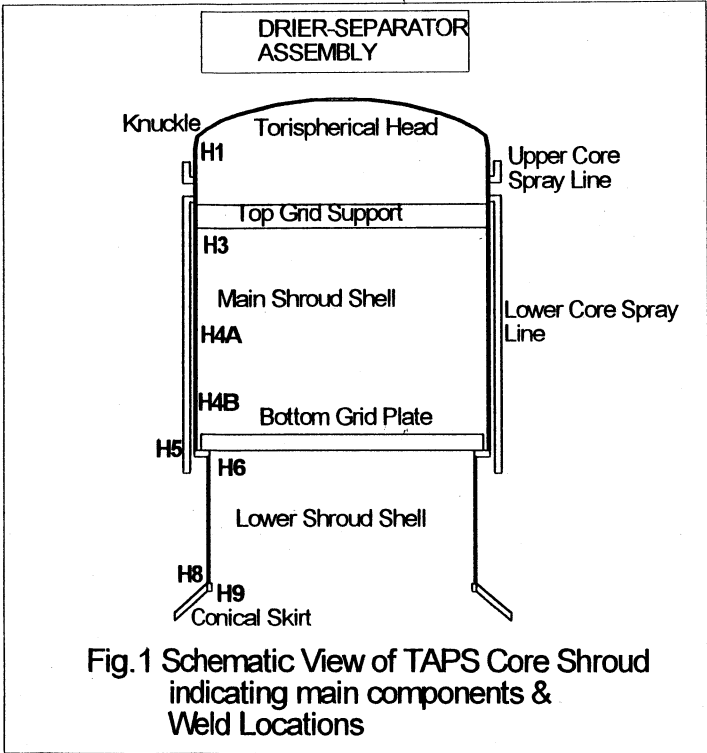 DRIER-SEPARATOR
ASSEMBLY
Knuckle
Torispherical Head
H1
Upper Core
Spray Line
Top Grid Support
H3
Main Shroud Shell
Lower Core Spray
Line
H4A
H4B
Bottom Grid Plate
H5
H6
Lower Shroud Shell
H8
H9
Conical Skirt
Fig.1 Schematic View of TAPS Core Shroud
indicating main components &
Weld Locations